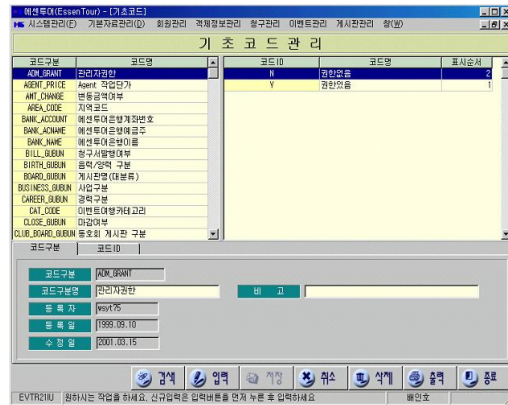 에센투어(EssenTour) - [기초코드]
시스템관리(F) 기본자료관리(D) 회원관리 객체정보관리 청구관리 이벤트관리 게시판관리 창(W)
기 초 코 드 관 리
코드구분 코드명 코드ID 코드명 표시순서
ADM_GRANT 관리자권한 N 권한없음 2
AGENT_PRICE Agent 작업단가 Y 권한있음 1
AMT_CHANGE 변동금액여부
AREA_CODE 지역코드
BANK_ACCOUNT 에센투어은행계좌번호
BANK_ACNAME 에센투어은행예금주
BANK_NAME 에센투어은행이름
BILL_GUBUN 청구서발행여부
BIRTH_GUBUN 음력/양력 구분
BOARD_GUBUN 게시판명(대분류)
BUSINESS_GUBUN 사업구분
CAREER_GUBUN 경력구분
CAT_CODE 이벤트여행카테고리
CLOSE_GUBUN 마감여부
CLUB_BOARD_GUBUN 동호회 게시판 구분
코드구분 코드ID
코드구분 ADM_GRANT
코드구분명 관리자권한 비 고
등 록 자 wsyt75
등 록 일 1999.09.10
수 정 일 2001.03.15
검색 입력 저장 취소 삭제 출력 종료
EVTR21U 원하시는 작업을 하세요. 신규입력은 입력버튼을 먼저 누른 후 입력하세요 배인호